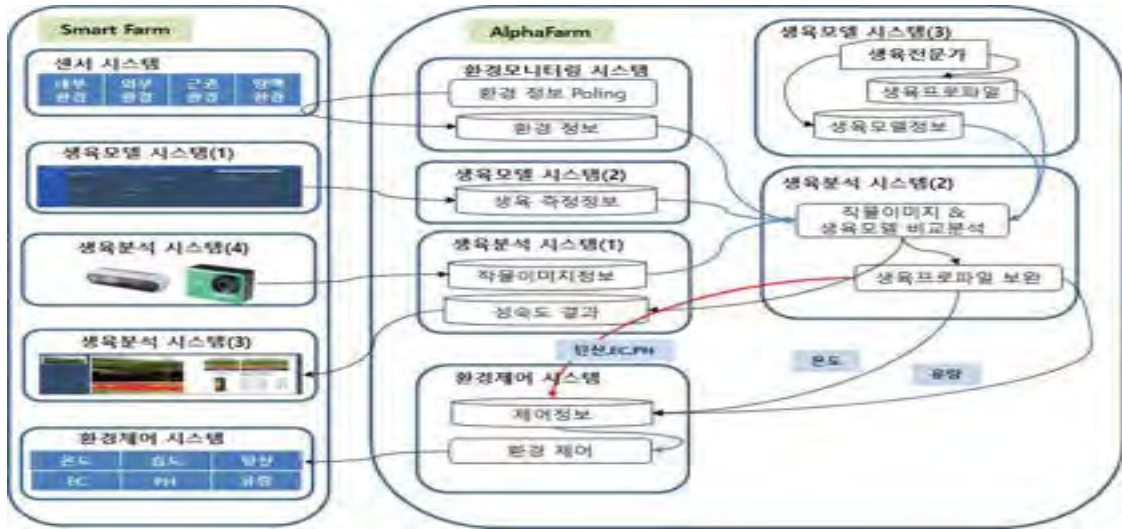 Smart Farm
센서 시스템
내부 환경
외부 환경
근권 환경
양액 환경
생육모델 시스템(1)
생육분석 시스템(4)
생육분석 시스템(3)
환경제어 시스템
온도
습도
탄산
EC
PH
AlphaFarm
환경모니터링 시스템
환경 정보 Poling
환경 정보
생육모델 시스템(2)
생육 측정정보
생육분석 시스템(1)
작물이미지정보
성숙도 결과
탄산,EC,PH
환경제어 시스템
제어정보
환경 제어
생육모델 시스템(3)
생육전문가
생육프로파일
생육모델정보
생육분석 시스템(2)
작물이미지 &
생육모델 비교분석
생육프로파일 보완
온도